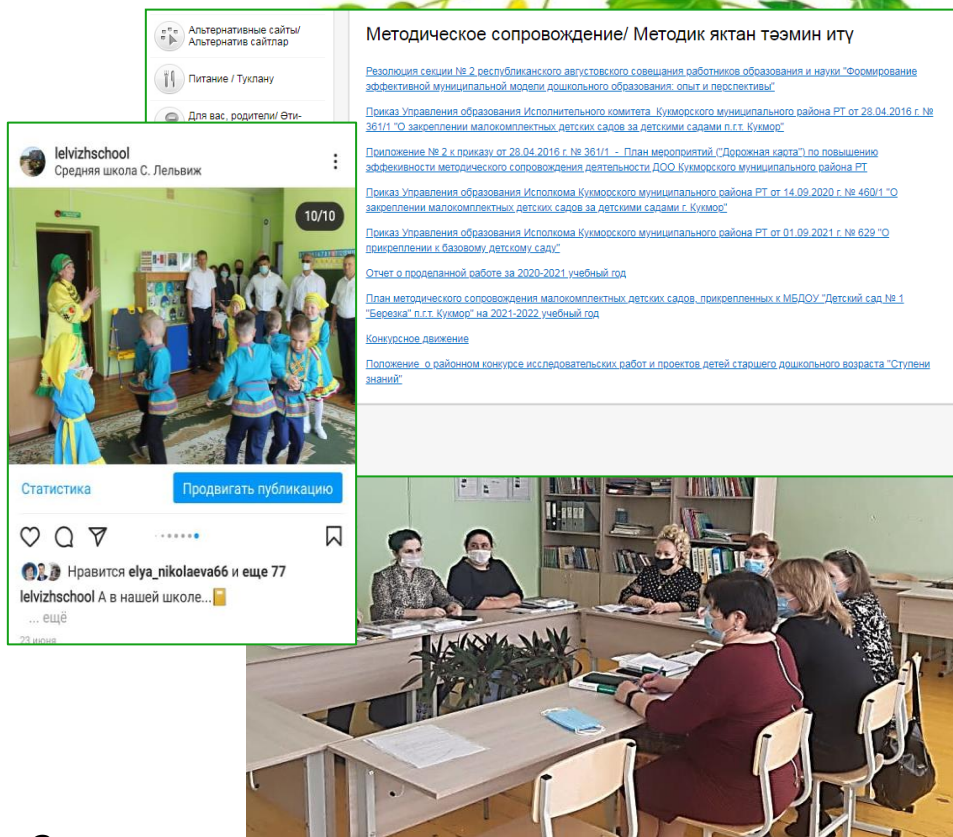 Альтернативные сайты/
Альтернатив сайтлар
Питание / Туклану
Для вас, родители/ Әти-
Методическое сопровождение/ Методик яктан тәэмин итү
Резолюция секции № 2 республиканского августовского совещания работников образования и науки "Формирование
эффективной муниципальной модели дошкольного образования: опыт и перспективы"
Приказ Управления образования Исполнительного комитета Кукморского муниципального района РТ от 28.04.2016 г. №
361/1 "О закреплении малокомплектных детских садов за детскими садами п.г.т. Кукмор"
Приложение № 2 к приказу от 28.04.2016 г. № 361/1 - План мероприятий ("Дорожная карта") по повышению
эффекивности методического сопровождения деятельности ДОО Кукморского муниципального района РТ
Приказ Управления образования Исполкома Кукморского муниципального района РТ от 14.09.2020 г. № 460/1 "О
закреплении малокомплектных детских садов за детскими садами г. Кукмор"
Приказ Управления образования Исполкома Кукморского муниципального района РТ от 01.09.2021 г. № 629 "О
прикреплении к базовому детскому саду"
Отчет о проделанной работе за 2020-2021 учебный год
План методического сопровождения малокомплектных детских садов, прикрепленных к МБДОУ "Детский сад № 1
"Березка" п.г.т. Кукмор" на 2021-2022 учебный год
Конкурсное движение
Положение о районном конкурсе исследовательских работ и проектов детей старшего дошкольного возраста "Ступени
знаний"
lelvizhschool
Средняя школа С. Лельвиж
10/10
Статистика
Продвигать публикацию
Нравится elya_nikolaeva66 и еще 77
lelvizhschool А в нашей школе...
... ещё
23 июня